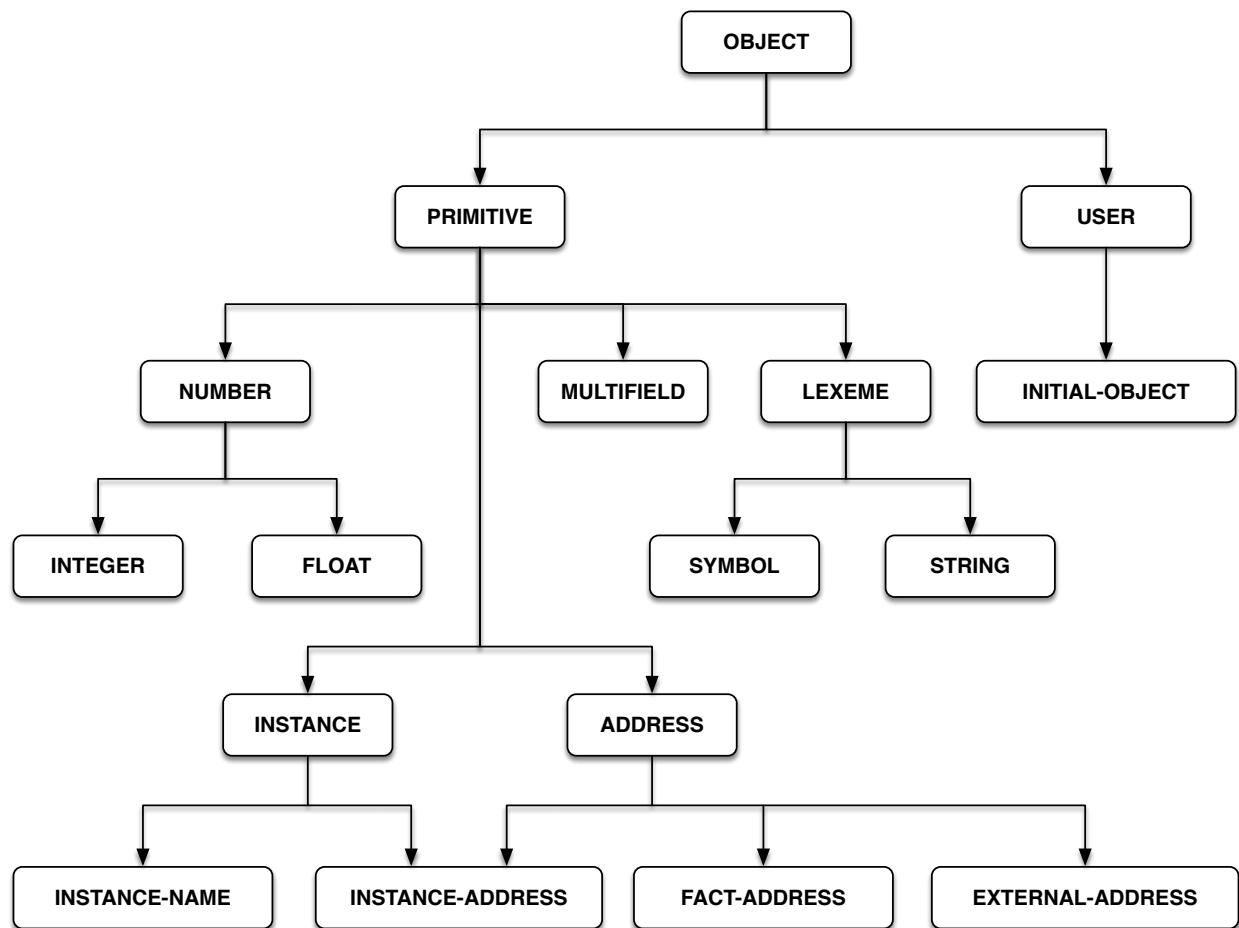 OBJECT
PRIMITIVE
USER
NUMBER
MULTIFIELD
LEXEME
INITIAL-OBJECT
INTEGER
FLOAT
SYMBOL
STRING
INSTANCE
ADDRESS
INSTANCE-NAME
INSTANCE-ADDRESS
FACT-ADDRESS
EXTERNAL-ADDRESS